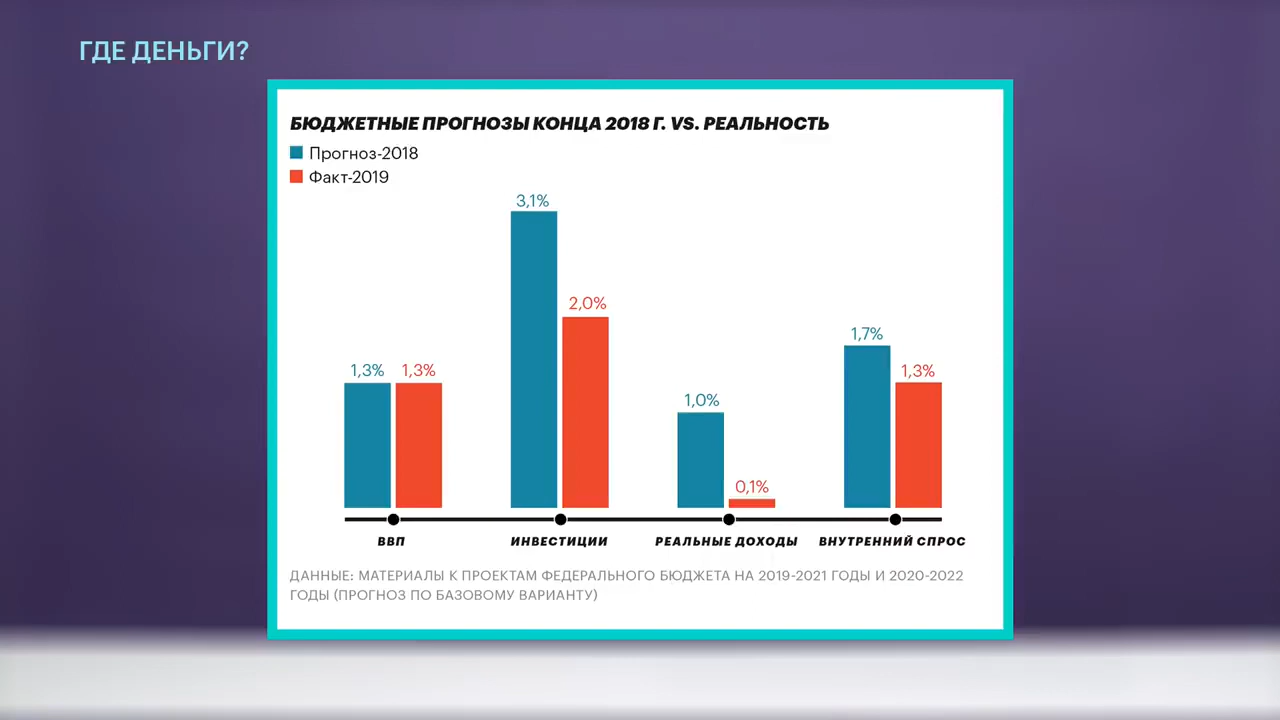 ГДЕ ДЕНЬГИ?
БЮДЖЕТНЫЕ ПРОГНОЗЫ КОНЦА 2018 Г. VS. РЕАЛЬНОСТЬ
Прогноз-2018
Факт-2019
3,1%
2,0%
1,7%
1,3% 1,3%
1,3%
1,0%
0,1%
ВВП ИНВЕСТИЦИИ РЕАЛЬНЫЕ ДОХОДЫ ВНУТРЕННИЙ СПРОС
ДАННЫЕ: МАТЕРИАЛЫ К ПРОЕКТАМ ФЕДЕРАЛЬНОГО БЮДЖЕТА НА 2019-2021 ГОДЫ И 2020-2022
ГОДЫ (ПРОГНОЗ ПО БАЗОВОМУ ВАРИАНТУ)